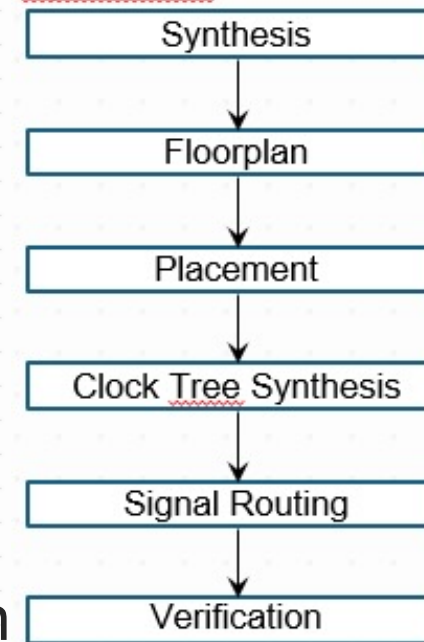 Synthesis
Floorplan
Placement
Clock Tree Synthesis
Signal Routing
Verification